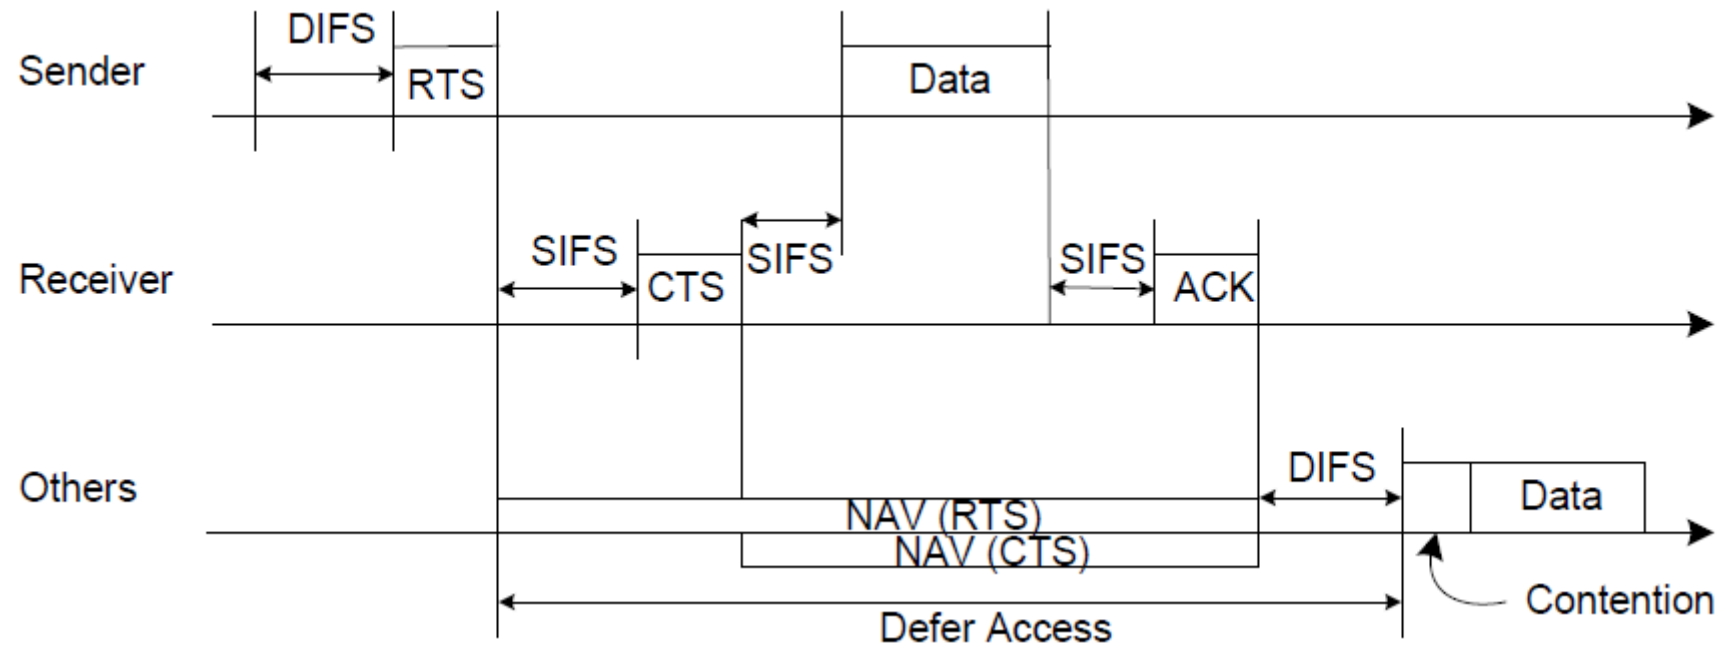 DIFS
Sender
RTS
Data
SIFS
SIFS
SIFS
Receiver
CTS
ACK
DIFS
Others
Data
NAV (RTS)
NAV (CTS)
Contention
Defer Access